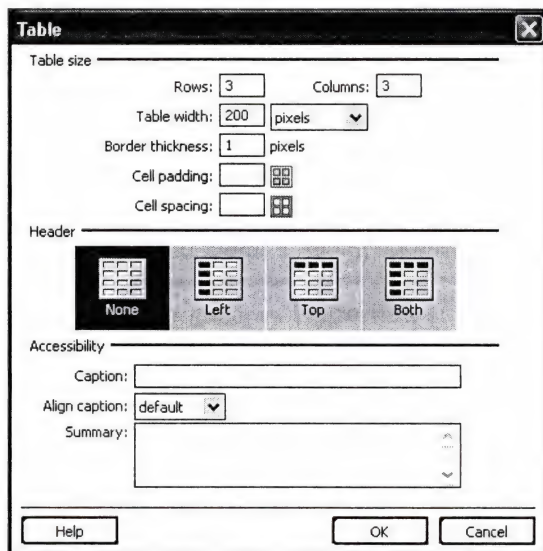 Table
Table size
Rows: 3 Columns: 3
Table width: 200 pixels
Border thickness: 1 pixels
Cell padding:
Cell spacing:
Header
None Left Top Both
Accessibility
Caption:
Align caption: default
Summary:
Help OK Cancel